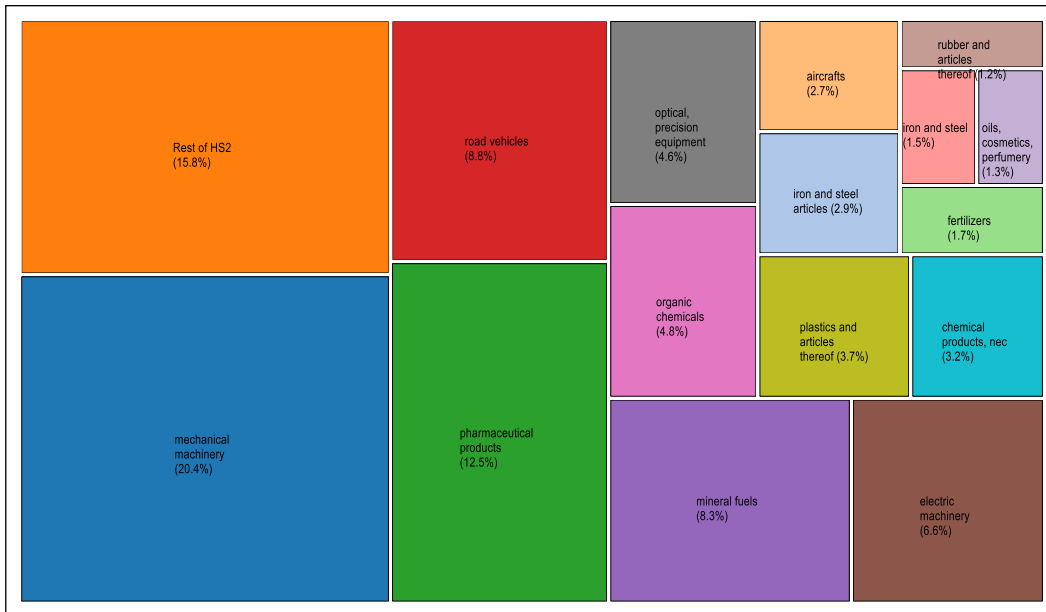 Rest of HS2
(15.8%)
mechanical
machinery
(20.4%)
road vehicles
(8.8%)
pharmaceutical
products
(12.5%)
optical,
precision
equipment
(4.6%)
organic
chemicals
(4.8%)
mineral fuels
(8.3%)
electric
machinery
(6.6%)
aircrafts
(2.7%)
iron and steel
articles (2.9%)
plastics and
articles
thereof (3.7%)
chemical
products, nec
(3.2%)
rubber and
articles
thereof (1.2%)
iron and steel
(1.5%)
oils,
cosmetics,
perfumery
(1.3%)
fertilizers
(1.7%)